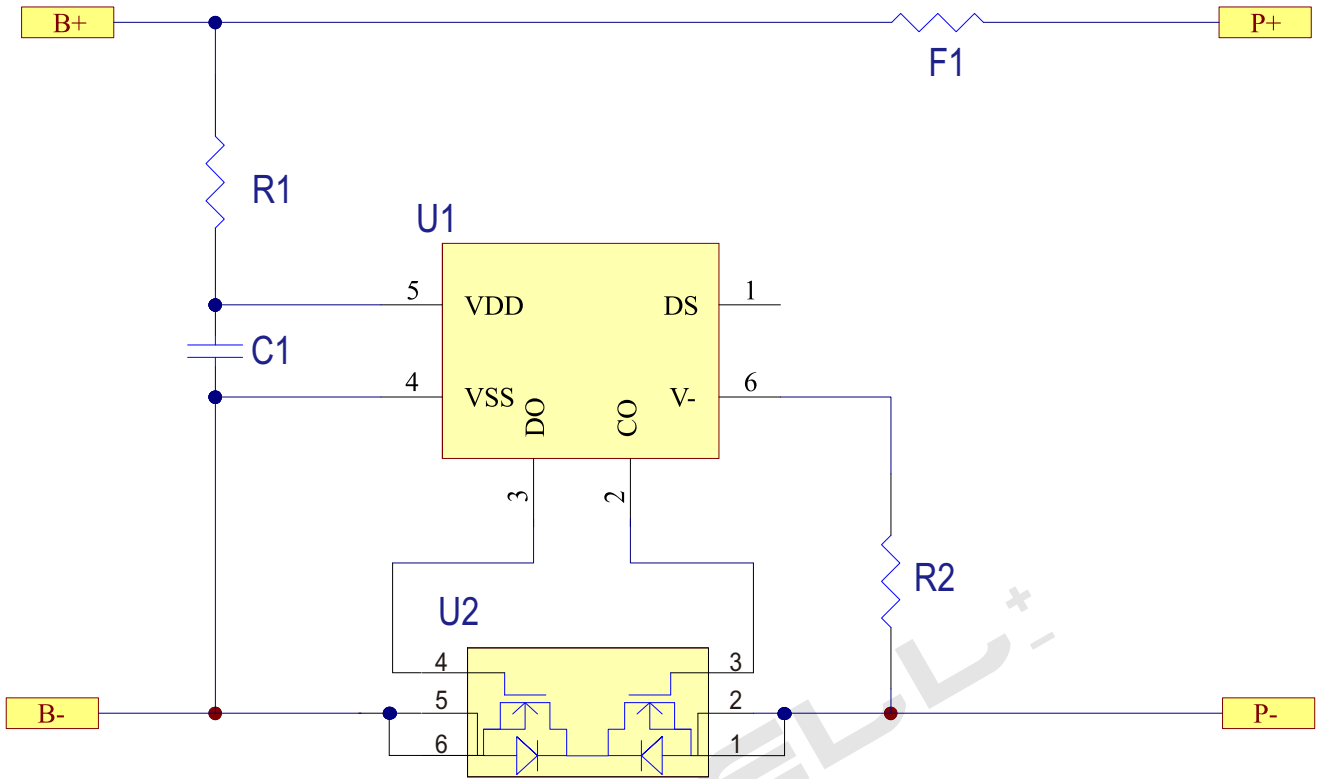 B+
P+
F1
R1
U1
5 VDD DS 1
C1
4 VSS V- 6
DO CO
3 2
R2
U2
4 3
B- 5 2 P-
6 1